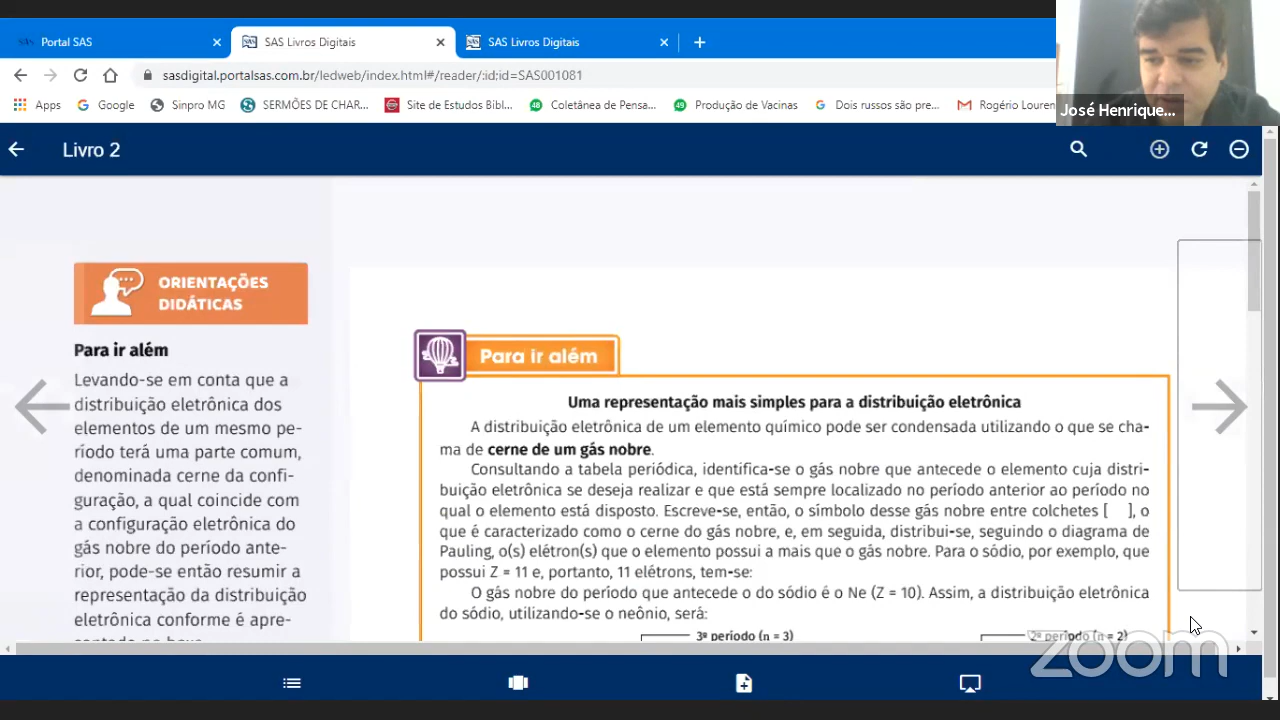 Portal SAS
SAS Livros Digitais
SAS Livros Digitais
sasdigital.portalsas.com.br/ledweb/index.html#/reader/:id:id=SAS001081
Apps
Google
Sinpro MG
SERMÕES DE CHAR...
Site de Estudos Bíbl...
Coletânea de Pensa...
Produção de Vacinas
Dois russos são pre...
Rogério Louren
José Henrique...
Livro 2
ORIENTAÇÕES
DIDÁTICAS
Para ir além
Levando-se em conta que a
distribuição eletrônica dos
elementos de um mesmo pe-
ríodo terá uma parte comum,
denominada cerne da confi-
guração, a qual coincide com
a configuração eletrônica do
gás nobre do período ante-
rior, pode-se então resumir a
representação da distribuição
eletrônica conforme é apre-
Para ir além
Uma representação mais simples para a distribuição eletrônica
A distribuição eletrônica de um elemento químico pode ser condensada utilizando o que se cha-
ma de cerne de um gás nobre.
Consultando a tabela periódica, identifica-se o gás nobre que antecede o elemento cuja distri-
buição eletrônica se deseja realizar e que está sempre localizado no período anterior ao período no
qual o elemento está disposto. Escreve-se, então, o símbolo desse gás nobre entre colchetes [ ], o
que é caracterizado como o cerne do gás nobre, e, em seguida, distribui-se, seguindo o diagrama de
Pauling, o(s) elétron(s) que o elemento possui a mais que o gás nobre. Para o sódio, por exemplo, que
possui Z = 11 e, portanto, 11 elétrons, tem-se:
O gás nobre do período que antecede o do sódio é o Ne (Z = 10). Assim, a distribuição eletrônica
do sódio, utilizando-se o neônio, será:
3º período (n = 3)
2º período (n = 2)
zoom